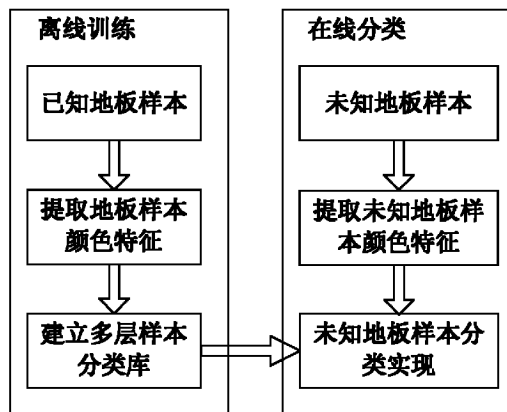 离线训练
已知地板样本
提取地板样本
颜色特征
建立多层样本
分类库
在线分类
未知地板样本
提取未知地板样
本颜色特征
未知地板样本分
类实现